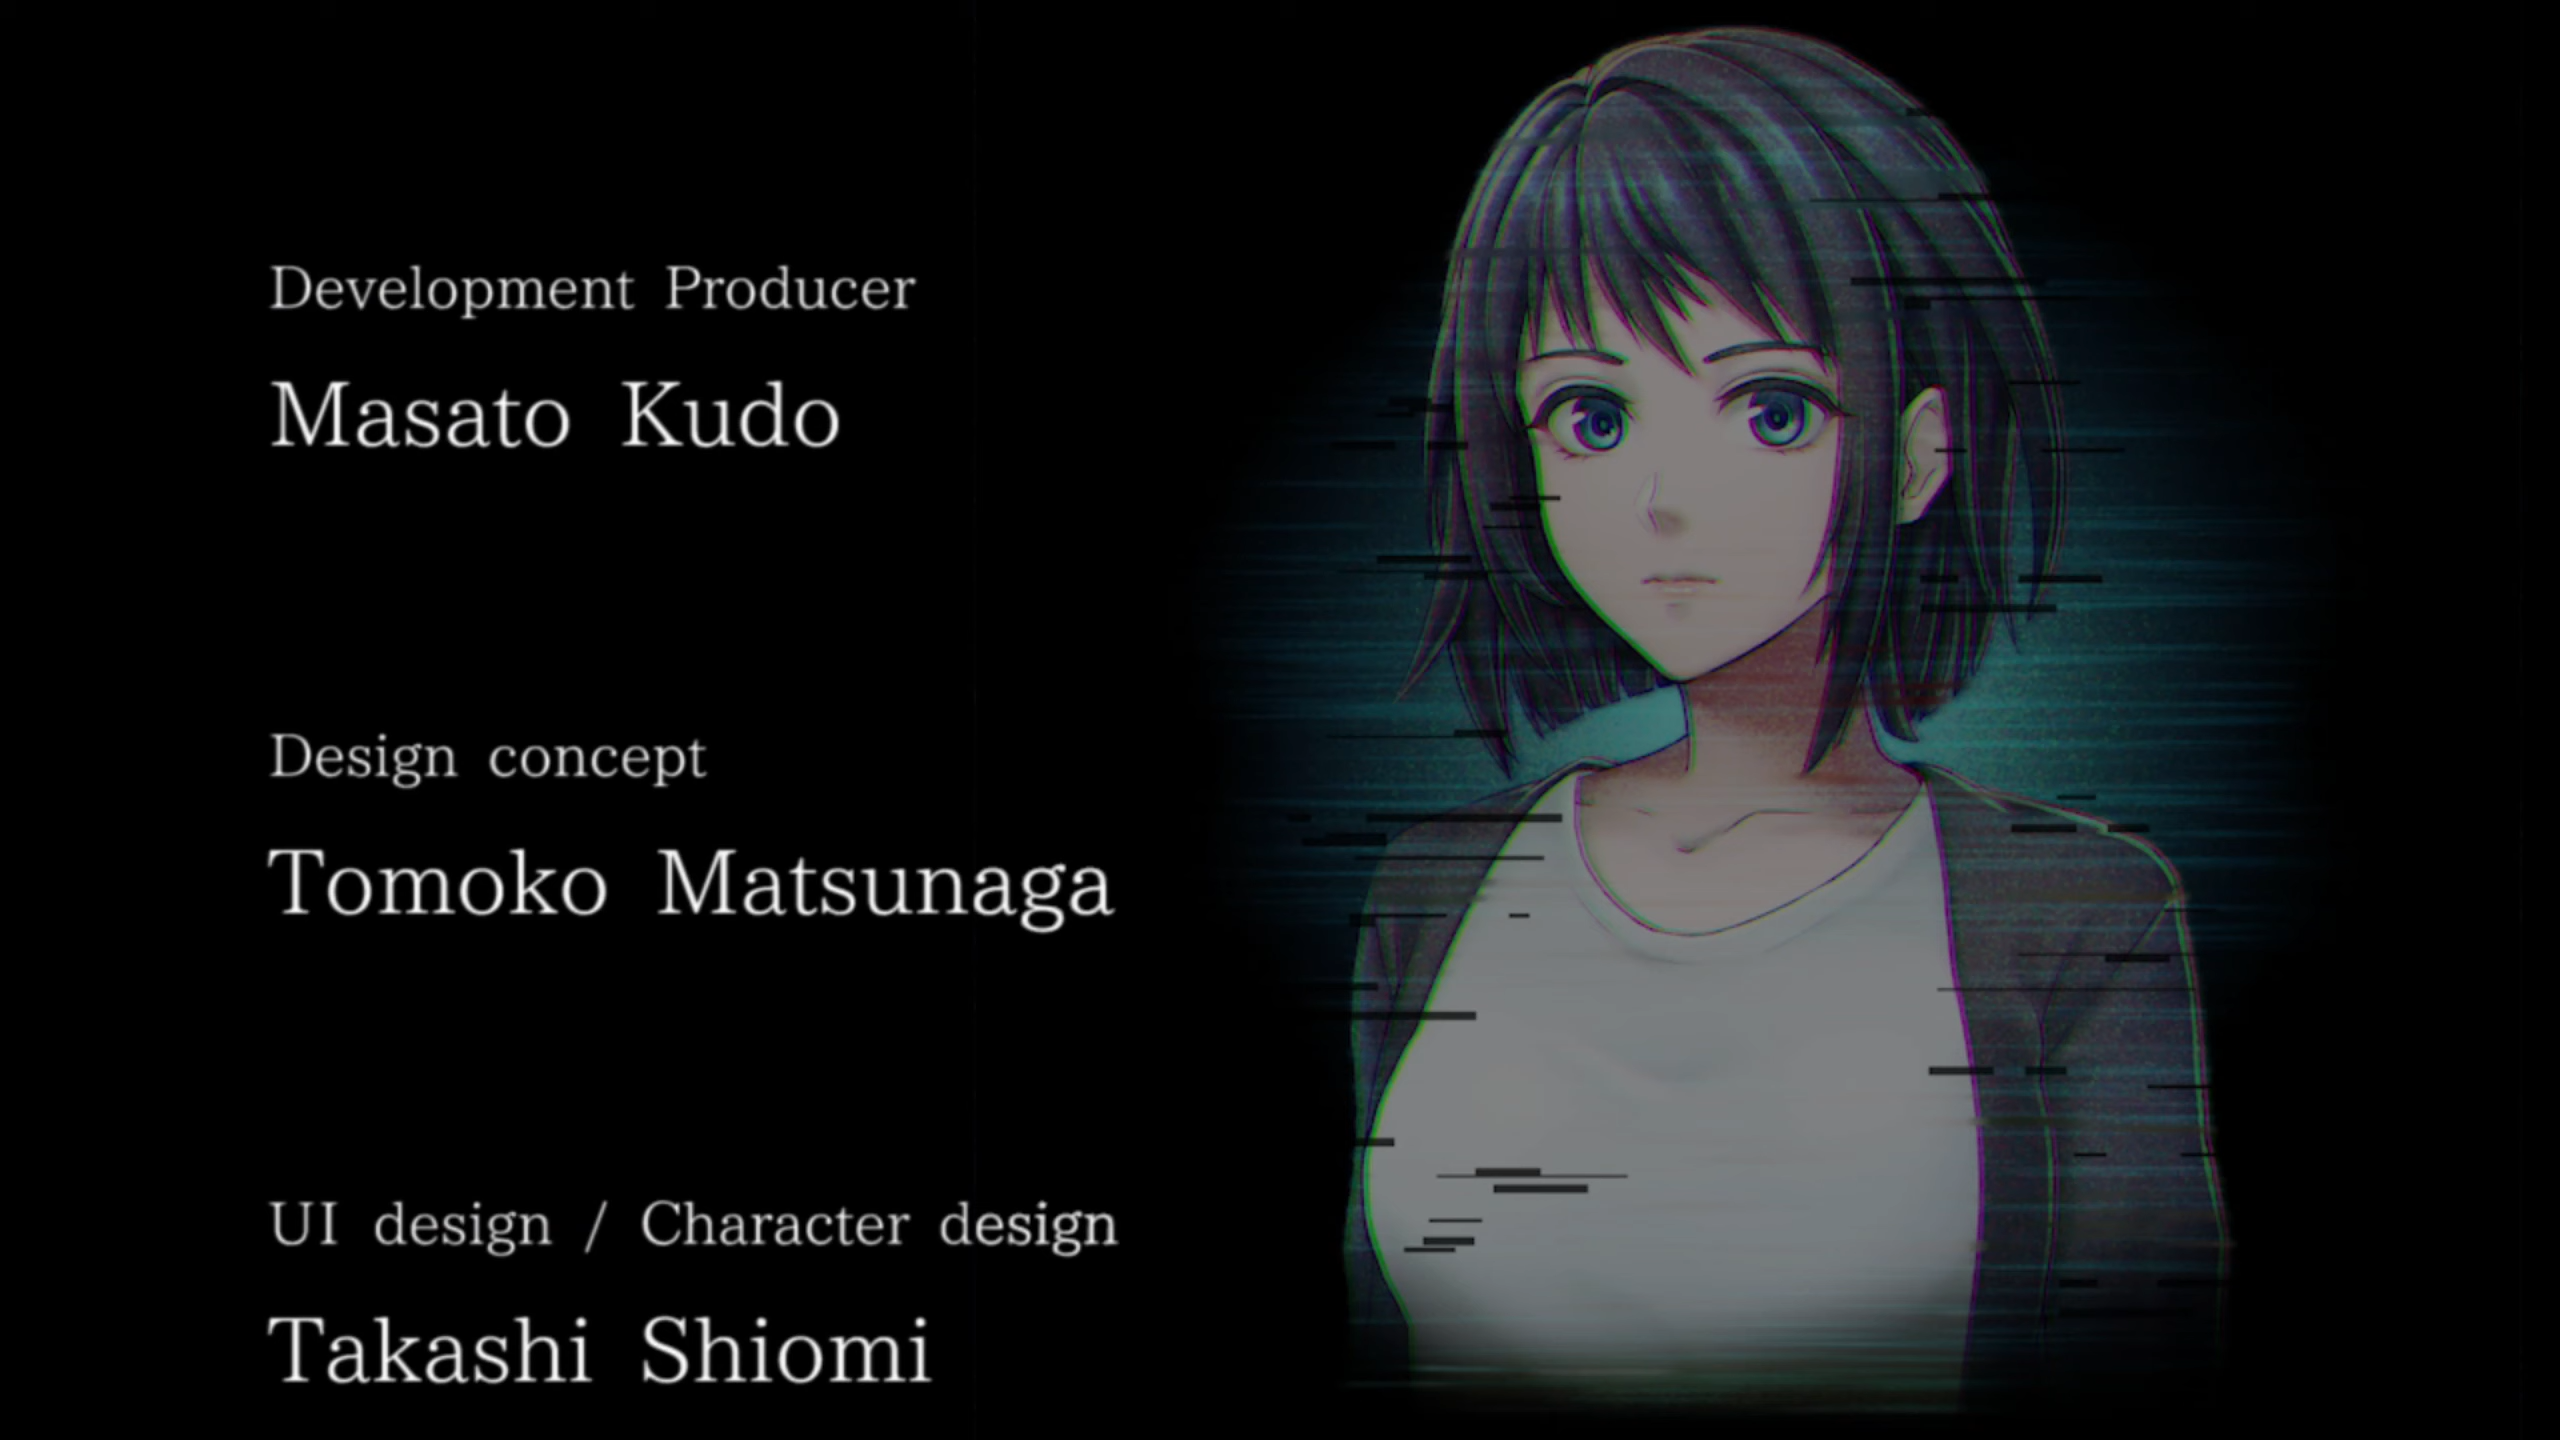 Development Producer
Masato Kudo
Design concept
Tomoko Matsunaga
UI design / Character design
Takashi Shiomi